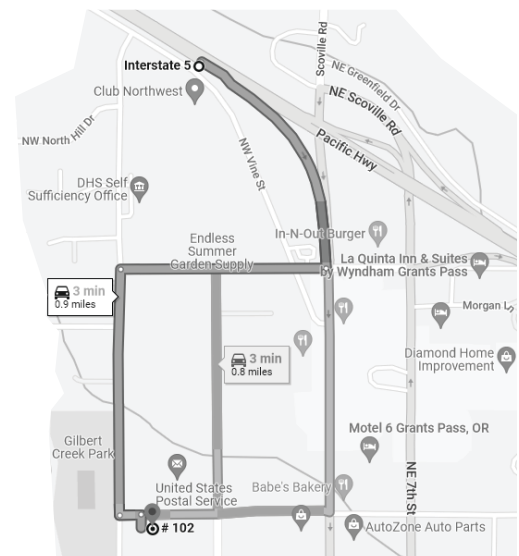 Scoville Rd
Interstate 5
NE Greenfield Dr
Club Northwest
NE Scoville Rd
NW North Hill Dr
Pacific Hwy
NW Vine St
DHS Self
Sufficiency Office
In-N-Out Burger
Endless
Summer
Garden Supply
La Quinta Inn & Suites
by Wyndham Grants Pass
3 min
0.9 miles
Morgan Ln
3 min
0.8 miles
Diamond Home
Improvement
Motel 6 Grants Pass, OR
Gilbert
Creek Park
NE 7th St
United States
Postal Service
Babe's Bakery
# 102
AutoZone Auto Parts